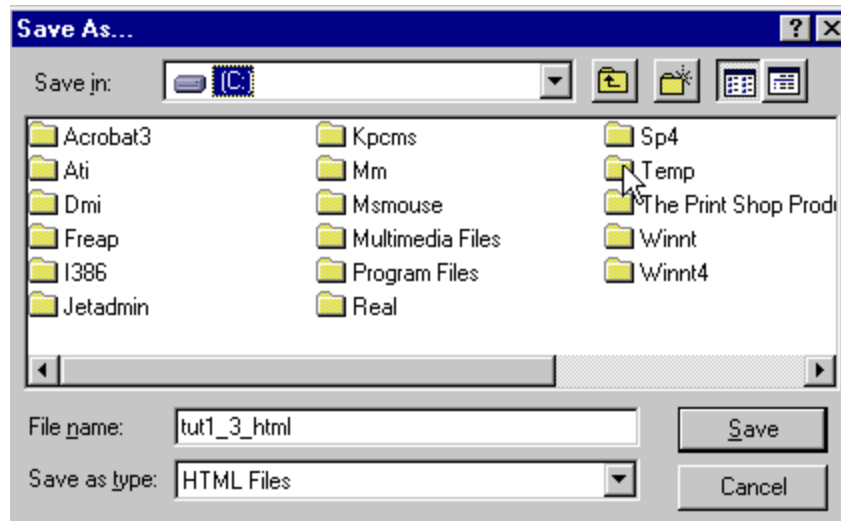 Save As...
Save in: (C:)
Acrobat3 Kpcms Sp4
Ati Mm Temp
Dmi Msmouse The Print Shop Produ
Freap Multimedia Files Winnt
I386 Program Files Winnt4
Jetadmin Real
File name: tut1_3_html Save
Save as type: HTML Files Cancel